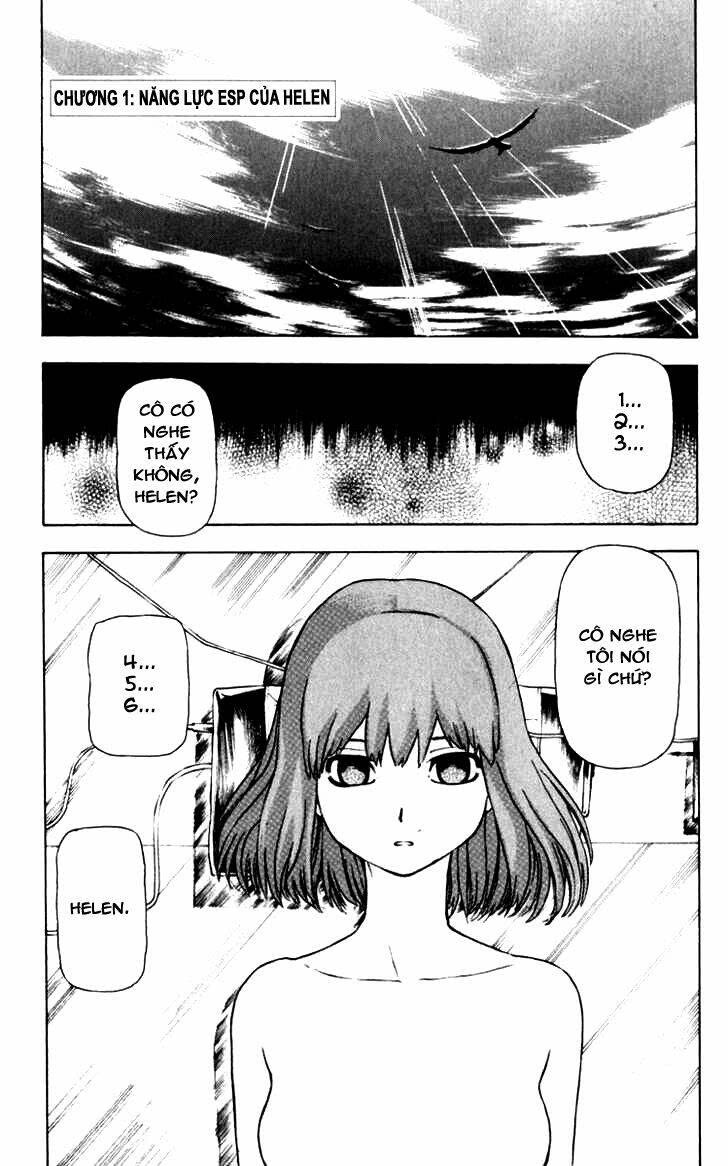 CHƯƠNG 1: NĂNG LỰC ESP CỦA HELEN
1...
2...
3...
CÔ CÓ
NGHE
THẤY
KHÔNG,
HELEN?
CÔ NGHE
TÔI NÓI
GÌ CHỨ?
4...
5...
6...
HELEN.